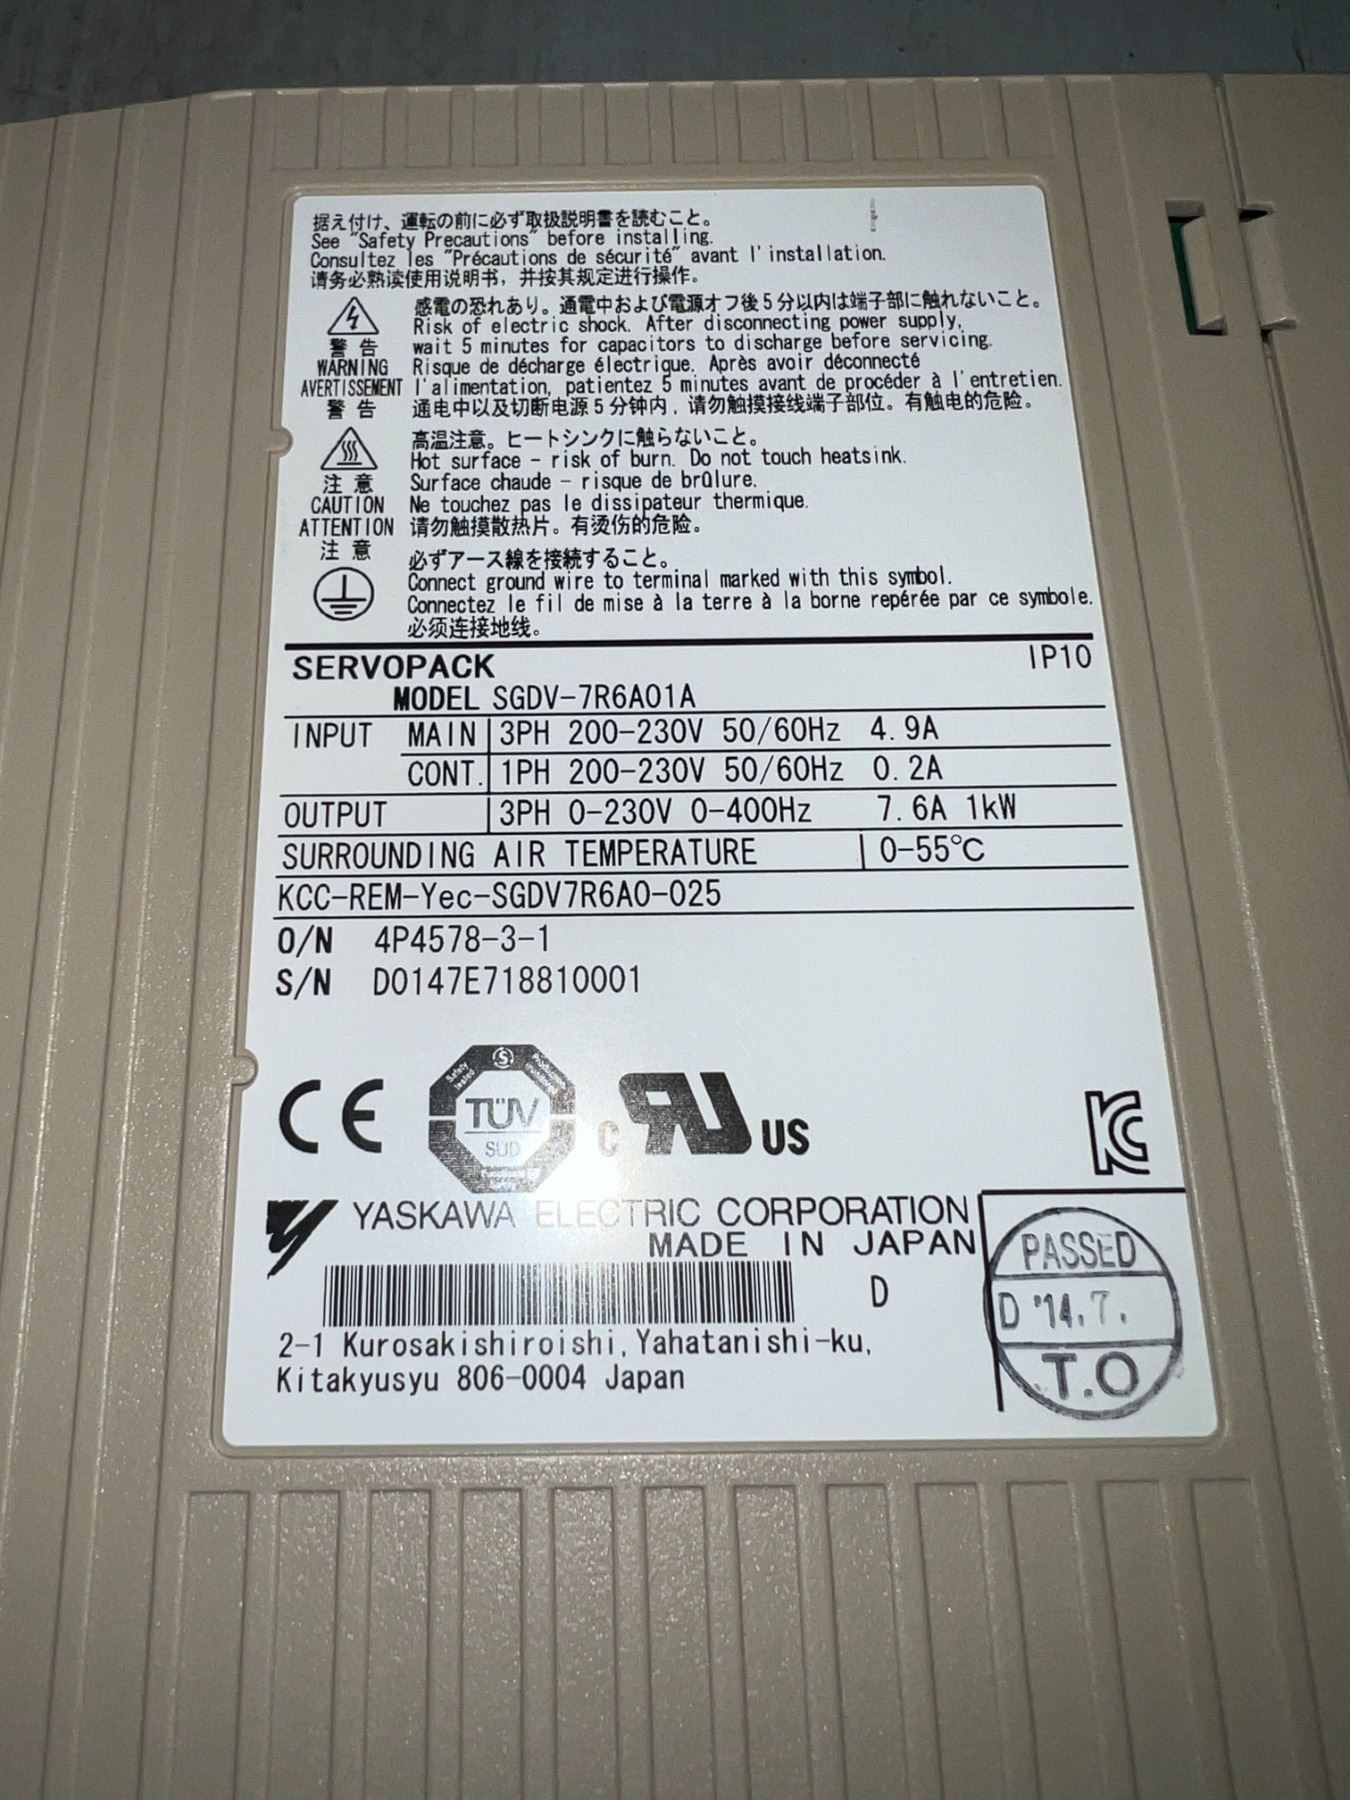 据え付け、運転の前に必ず取扱説明書を読むこと。
See "Safety Precautions" before installing.
Consultez les "Précautions de sécurité" avant l'installation.
请务必熟读使用说明书，并按其规定进行操作。
感電の恐れあり。通電中および電源オフ後5分以内は端子部に触れないこと。
Risk of electric shock. After disconnecting power supply,
wait 5 minutes for capacitors to discharge before servicing.
Risque de décharge électrique. Après avoir déconnecté
l'alimentation, patientez 5 minutes avant de procéder à l'entretien.
通电中以及切断电源5分钟内，请勿触摸接线端子部位。有触电的危险。
警告
WARNING
AVERTISSEMENT
警告
高温注意。ヒートシンクに触らないこと。
Hot surface - risk of burn. Do not touch heatsink.
Surface chaude - risque de brûlure.
Ne touchez pas le dissipateur thermique.
请勿触摸散热片。有烫伤的危险。
注意
CAUTION
ATTENTION
注意
必ずアース線を接続すること。
Connect ground wire to terminal marked with this symbol.
Connectez le fil de mise à la terre à la borne repérée par ce symbole.
必须连接地线。
SERVOPACK IP10
MODEL SGDV-7R6A01A
INPUT MAIN 3PH 200-230V 50/60Hz 4.9A
CONT. 1PH 200-230V 50/60Hz 0.2A
OUTPUT 3PH 0-230V 0-400Hz 7.6A 1kW
SURROUNDING AIR TEMPERATURE 0-55℃
KCC-REM-Yec-SGDV7R6A0-025
O/N 4P4578-3-1
S/N D0147E718810001
CE
Safety tested
S
Production monitored
TÜV
SÜD
C RU US
KC
YASKAWA ELECTRIC CORPORATION
MADE IN JAPAN
D
2-1 Kurosakishiroishi, Yahatanishi-ku,
Kitakyusyu 806-0004 Japan
PASSED
D '14.7.
T.O